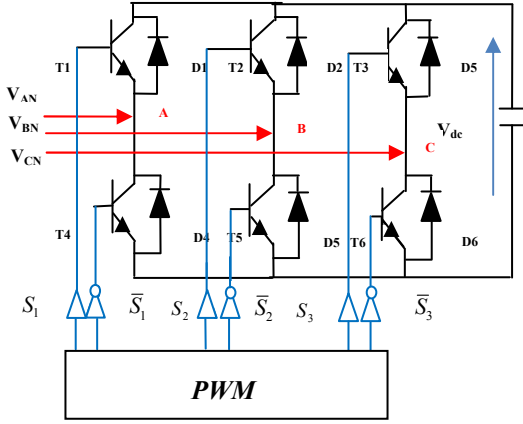 T1 D1 T2 D2 T3 D5
V_AN
A
V_BN
B
V_dc
V_CN
C
T4 D4 T5 D5 T6 D6
S_1 S̅_1 S_2 S̅_2 S_3 S̅_3
PWM